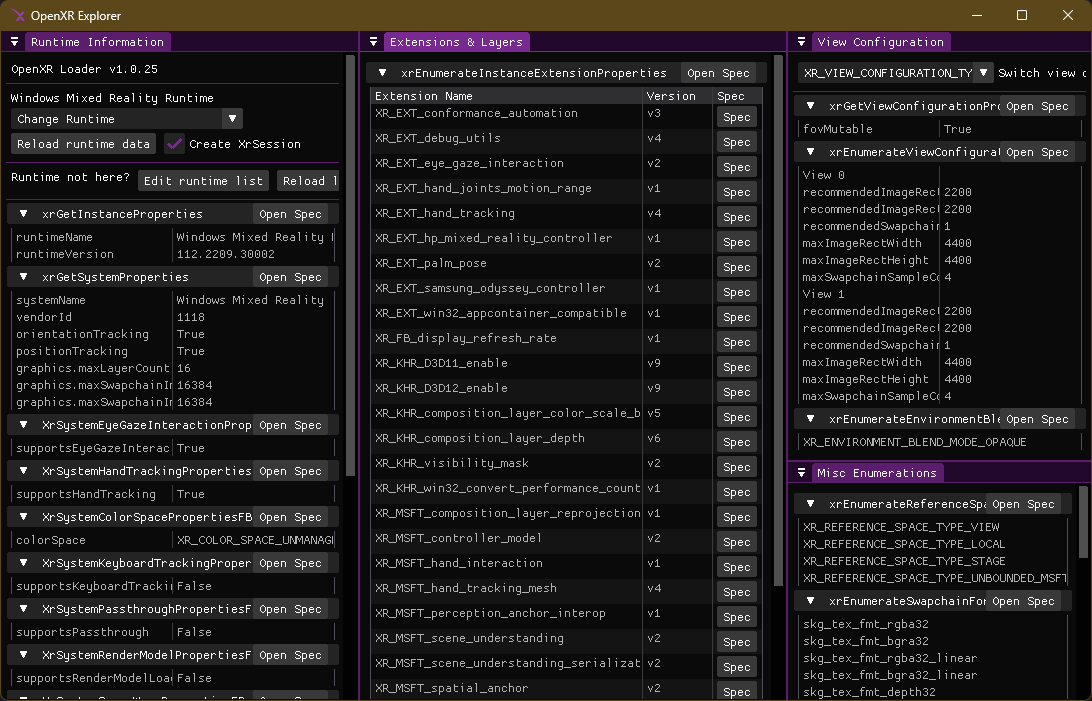 OpenXR Explorer
Runtime Information
OpenXR Loader v1.0.25
Windows Mixed Reality Runtime
Change Runtime
Reload runtime data Create XrSession
Runtime not here? Edit runtime list Reload l
xrGetInstanceProperties Open Spec
runtimeName Windows Mixed Reality
runtimeVersion 112.2209.30002
xrGetSystemProperties Open Spec
systemName Windows Mixed Reality
vendorId 1118
orientationTracking True
positionTracking True
graphics.maxLayerCount 16
graphics.maxSwapchainIr 16384
graphics.maxSwapchainIr 16384
XrSystemEyeGazeInteractionProp Open Spec
supportsEyeGazeInterac True
XrSystemHandTrackingProperties Open Spec
supportsHandTracking True
XrSystemColorSpacePropertiesFB Open Spec
colorSpace XR_COLOR_SPACE_UNMANAG
XrSystemKeyboardTrackingProper Open Spec
supportsKeyboardTracki False
XrSystemPassthroughPropertiesF Open Spec
supportsPassthrough False
XrSystemRenderModelPropertiesF Open Spec
supportsRenderModelLoa False
Extensions & Layers
xrEnumerateInstanceExtensionProperties Open Spec
Extension Name Version Spec
XR_EXT_conformance_automation v3 Spec
XR_EXT_debug_utils v4 Spec
XR_EXT_eye_gaze_interaction v2 Spec
XR_EXT_hand_joints_motion_range v1 Spec
XR_EXT_hand_tracking v4 Spec
XR_EXT_hp_mixed_reality_controller v1 Spec
XR_EXT_palm_pose v2 Spec
XR_EXT_samsung_odyssey_controller v1 Spec
XR_EXT_win32_appcontainer_compatible v1 Spec
XR_FB_display_refresh_rate v1 Spec
XR_KHR_D3D11_enable v9 Spec
XR_KHR_D3D12_enable v9 Spec
XR_KHR_composition_layer_color_scale_b v5 Spec
XR_KHR_composition_layer_depth v6 Spec
XR_KHR_visibility_mask v2 Spec
XR_KHR_win32_convert_performance_count v1 Spec
XR_MSFT_composition_layer_reprojection v1 Spec
XR_MSFT_controller_model v2 Spec
XR_MSFT_hand_interaction v1 Spec
XR_MSFT_hand_tracking_mesh v4 Spec
XR_MSFT_perception_anchor_interop v1 Spec
XR_MSFT_scene_understanding v2 Spec
XR_MSFT_scene_understanding_serializat v2 Spec
XR_MSFT_spatial_anchor v2 Spec
View Configuration
XR_VIEW_CONFIGURATION_TY Switch view c
xrGetViewConfigurationPro Open Spec
fovMutable True
xrEnumerateViewConfigurat Open Spec
View 0
recommendedImageRect 2200
recommendedImageRect 2200
recommendedSwapchain 1
maxImageRectWidth 4400
maxImageRectHeight 4400
maxSwapchainSampleCo 4
View 1
recommendedImageRect 2200
recommendedImageRect 2200
recommendedSwapchain 1
maxImageRectWidth 4400
maxImageRectHeight 4400
maxSwapchainSampleCo 4
xrEnumerateEnvironmentBle Open Spec
XR_ENVIRONMENT_BLEND_MODE_OPAQUE
Misc Enumerations
xrEnumerateReferenceSpa Open Spec
XR_REFERENCE_SPACE_TYPE_VIEW
XR_REFERENCE_SPACE_TYPE_LOCAL
XR_REFERENCE_SPACE_TYPE_STAGE
XR_REFERENCE_SPACE_TYPE_UNBOUNDED_MSFT
xrEnumerateSwapchainFor Open Spec
skg_tex_fmt_rgba32
skg_tex_fmt_bgra32
skg_tex_fmt_rgba32_linear
skg_tex_fmt_bgra32_linear
skg_tex_fmt_depth32